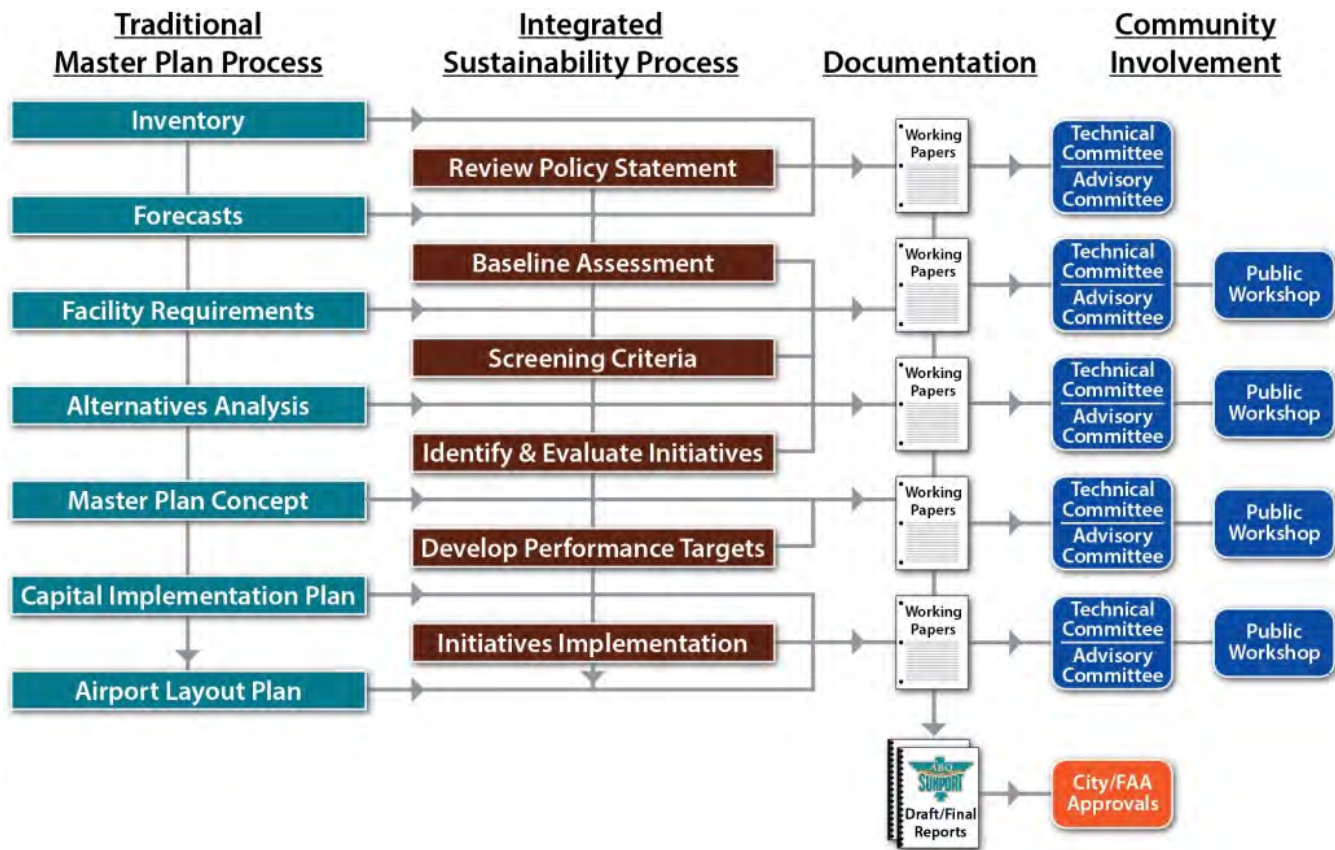 Traditional
Master Plan Process
Integrated
Sustainability Process
Documentation
Community
Involvement
Inventory
Review Policy Statement
Forecasts
Baseline Assessment
Facility Requirements
Screening Criteria
Alternatives Analysis
Identify & Evaluate Initiatives
Master Plan Concept
Develop Performance Targets
Capital Implementation Plan
Initiatives Implementation
Airport Layout Plan
Working
Papers
Working
Papers
Working
Papers
Working
Papers
Working
Papers
ABQ
SUNPORT
Draft/Final
Reports
Technical
Committee
Advisory
Committee
Technical
Committee
Advisory
Committee
Public
Workshop
Technical
Committee
Advisory
Committee
Public
Workshop
Technical
Committee
Advisory
Committee
Public
Workshop
Technical
Committee
Advisory
Committee
Public
Workshop
City/FAA
Approvals